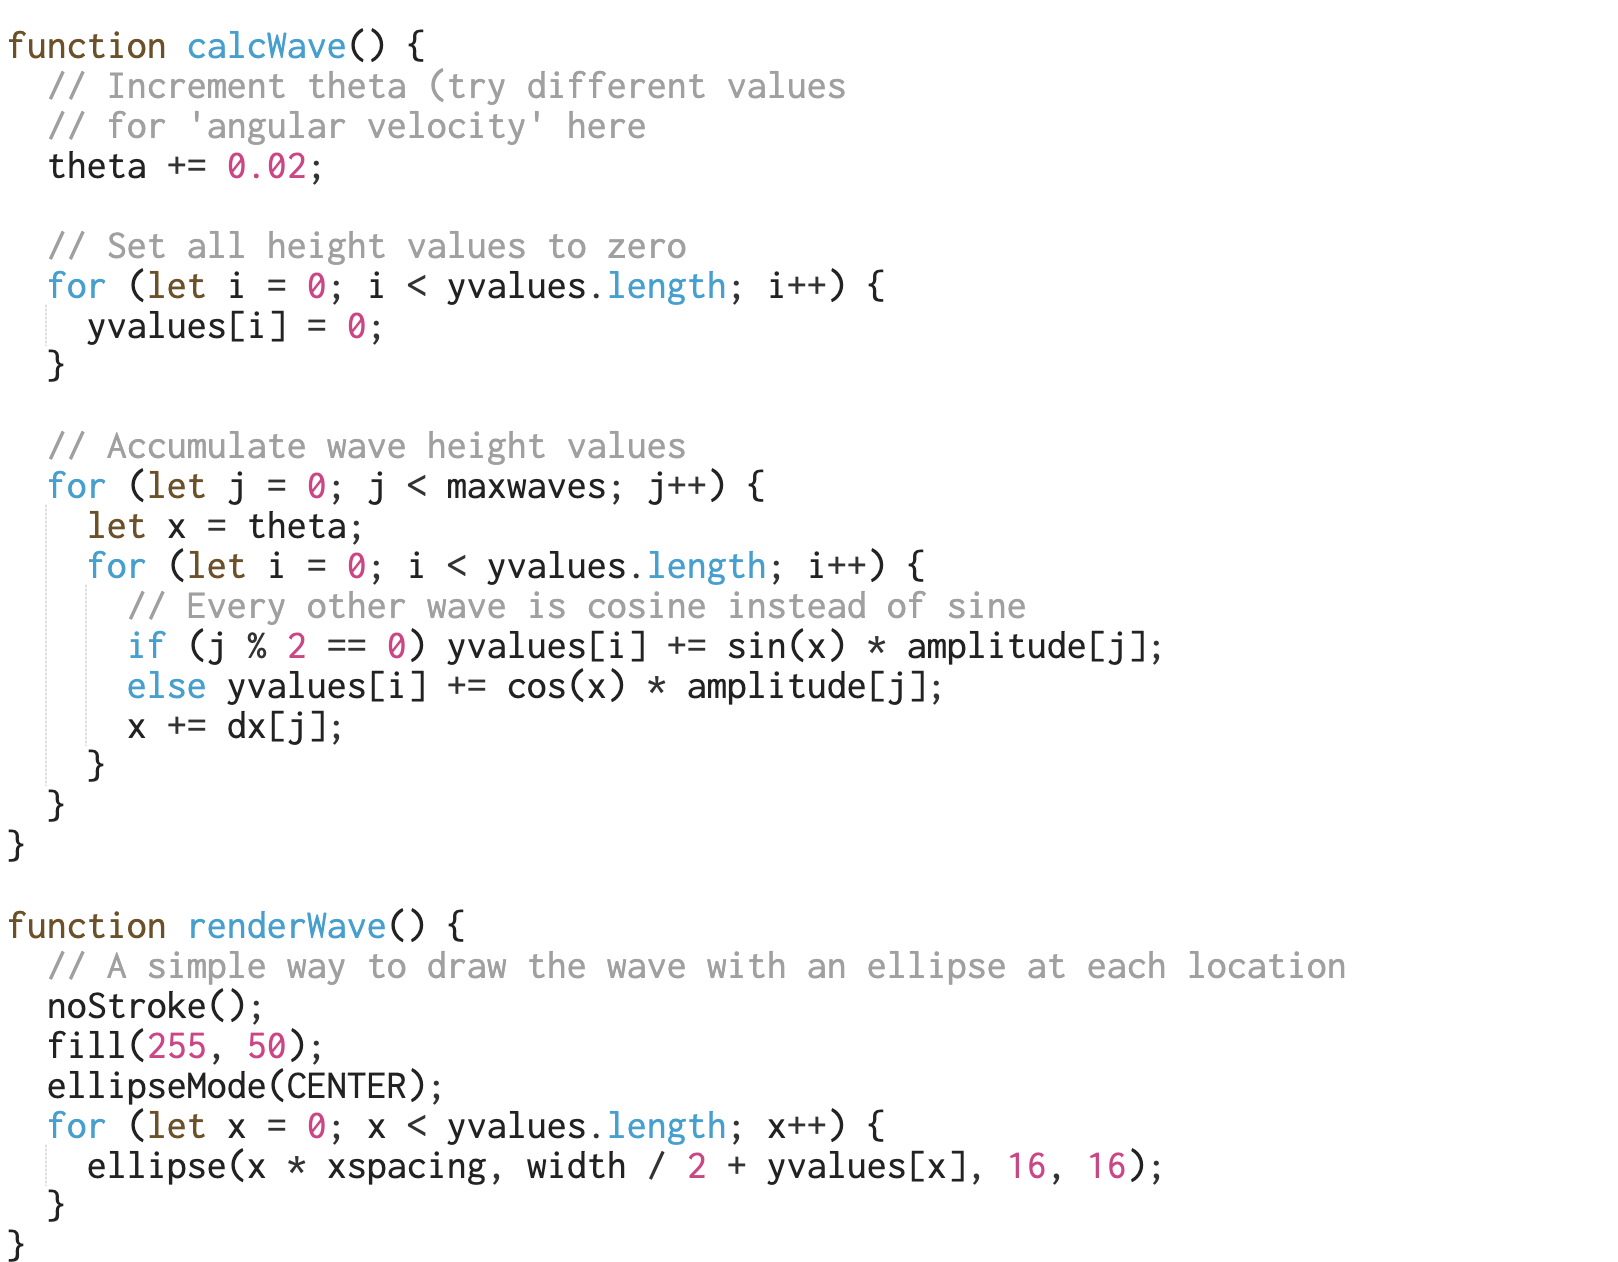 function calcWave() {
  // Increment theta (try different values
  // for 'angular velocity' here
  theta += 0.02;

  // Set all height values to zero
  for (let i = 0; i < yvalues.length; i++) {
    yvalues[i] = 0;
  }

  // Accumulate wave height values
  for (let j = 0; j < maxwaves; j++) {
    let x = theta;
    for (let i = 0; i < yvalues.length; i++) {
      // Every other wave is cosine instead of sine
      if (j % 2 == 0) yvalues[i] += sin(x) * amplitude[j];
      else yvalues[i] += cos(x) * amplitude[j];
      x += dx[j];
    }
  }
}

function renderWave() {
  // A simple way to draw the wave with an ellipse at each location
  noStroke();
  fill(255, 50);
  ellipseMode(CENTER);
  for (let x = 0; x < yvalues.length; x++) {
    ellipse(x * xspacing, width / 2 + yvalues[x], 16, 16);
  }
}